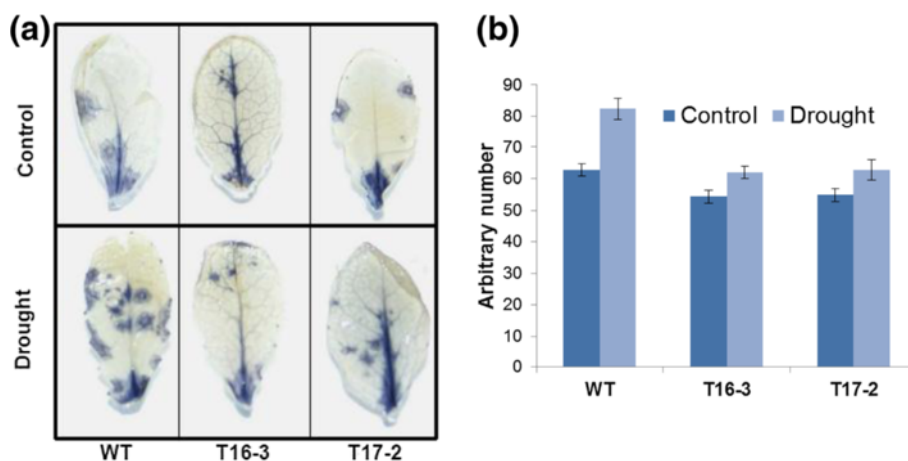 (a)
Control
Drought
WT T16-3 T17-2
(b)
Arbitrary number
90
80
70
60
50
40
30
20
10
0
Control Drought
WT T16-3 T17-2